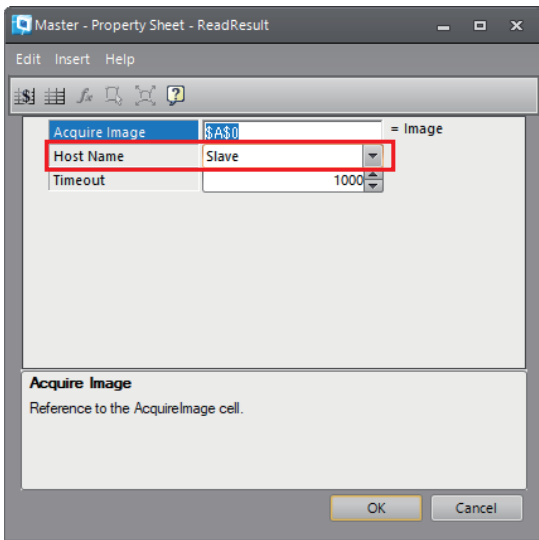 Master - Property Sheet - ReadResult
Edit Insert Help
Acquire Image $A$0 = Image
Host Name Slave
Timeout 1000
Acquire Image
Reference to the AcquireImage cell.
OK Cancel